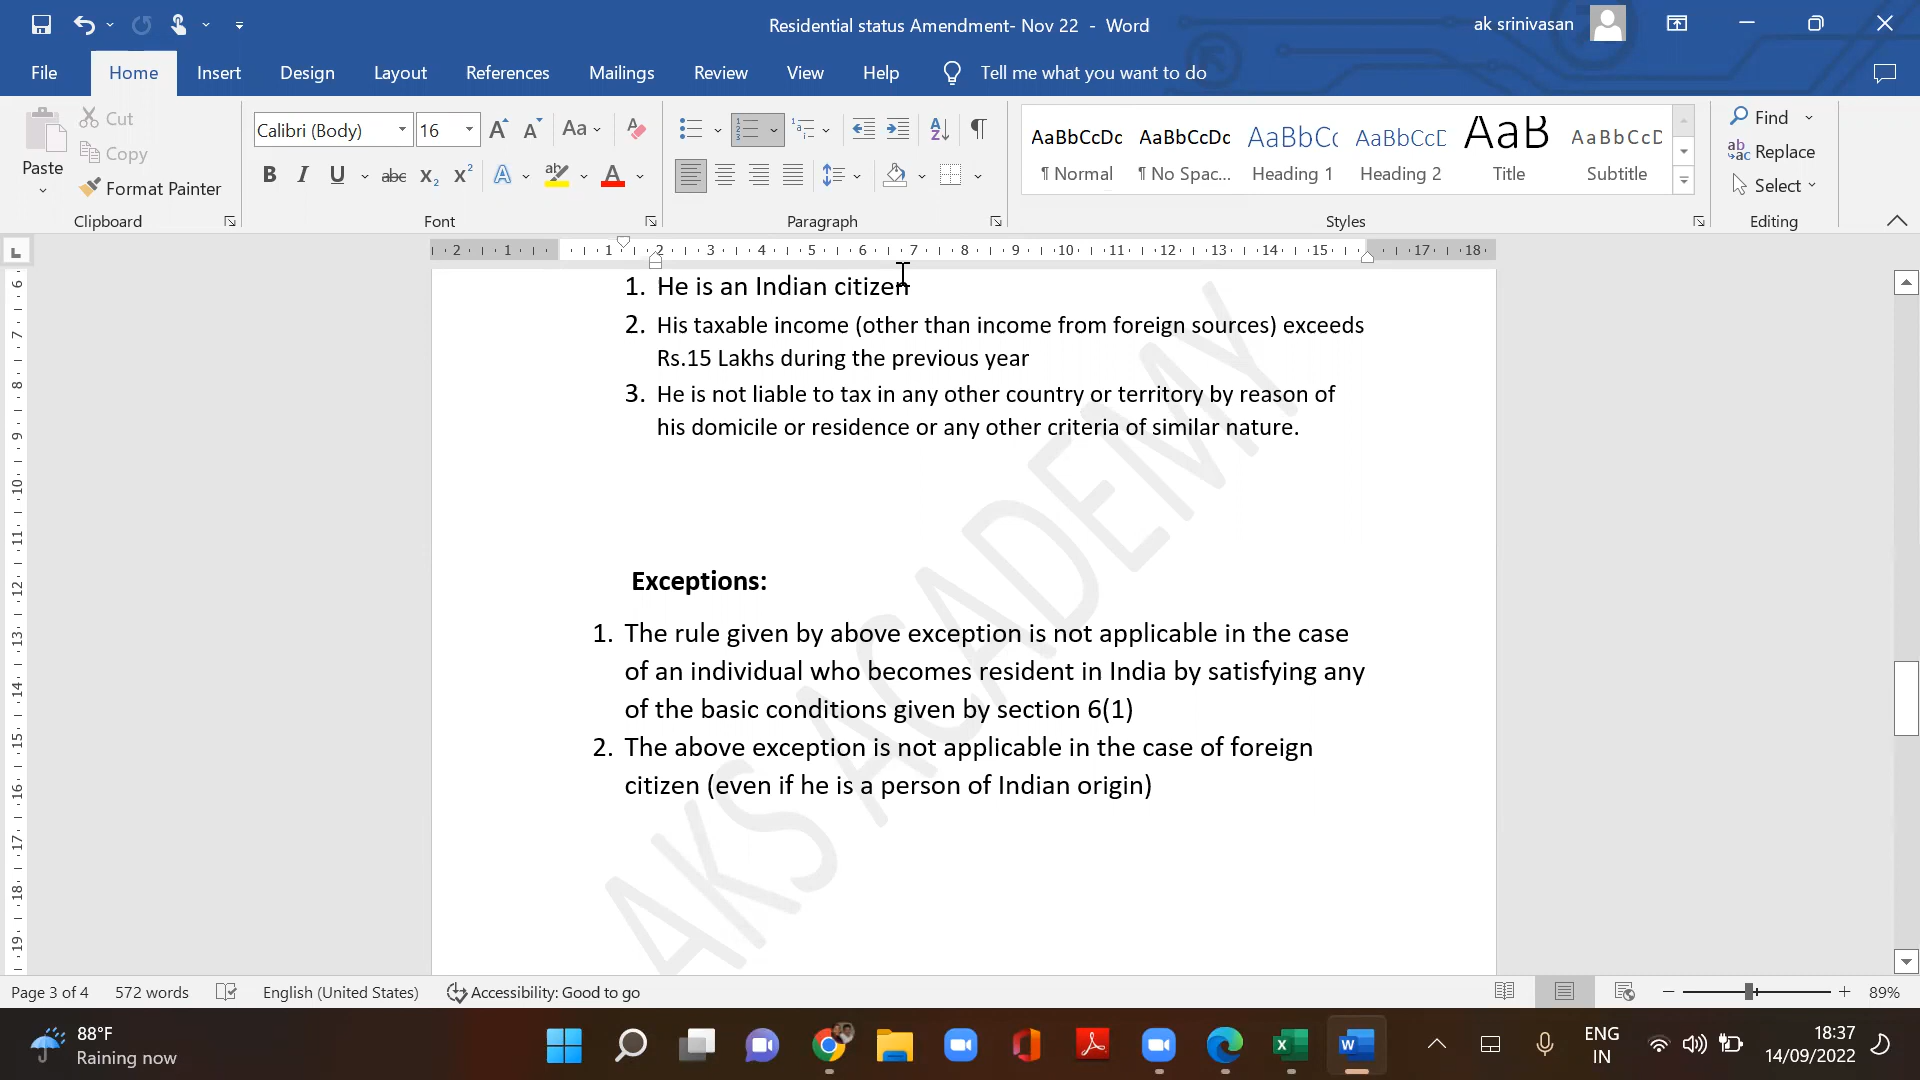 Residential status Amendment- Nov 22 - Word
ak srinivasan
File Home Insert Design Layout References Mailings Review View Help Tell me what you want to do
Paste
Cut
Copy
Format Painter
Clipboard
Calibri (Body) 16
Font
Paragraph
AaBbCcDc AaBbCcDc AaBbC AaBbCcD AaB AaBbCcD
¶ Normal ¶ No Spac... Heading 1 Heading 2 Title Subtitle
Styles
Find
Replace
Select
Editing
1. He is an Indian citizen
2. His taxable income (other than income from foreign sources) exceeds
Rs.15 Lakhs during the previous year
3. He is not liable to tax in any other country or territory by reason of
his domicile or residence or any other criteria of similar nature.
Exceptions:
1. The rule given by above exception is not applicable in the case
of an individual who becomes resident in India by satisfying any
of the basic conditions given by section 6(1)
2. The above exception is not applicable in the case of foreign
citizen (even if he is a person of Indian origin)
AKS ACADEMY
Page 3 of 4 572 words English (United States) Accessibility: Good to go 89%
88°F
Raining now
ENG
IN
18:37
14/09/2022